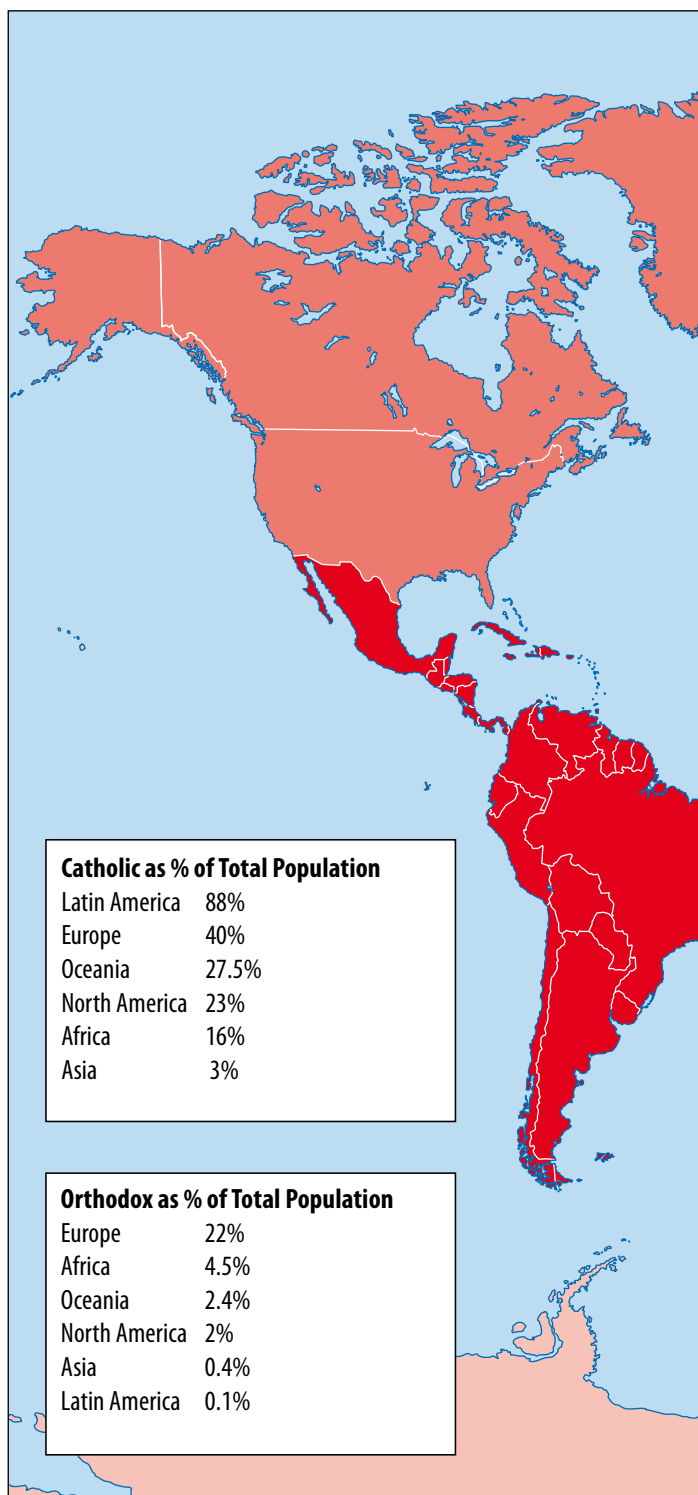 Catholic as % of Total Population
Latin America 88%
Europe 40%
Oceania 27.5%
North America 23%
Africa 16%
Asia 3%
Orthodox as % of Total Population
Europe 22%
Africa 4.5%
Oceania 2.4%
North America 2%
Asia 0.4%
Latin America 0.1%